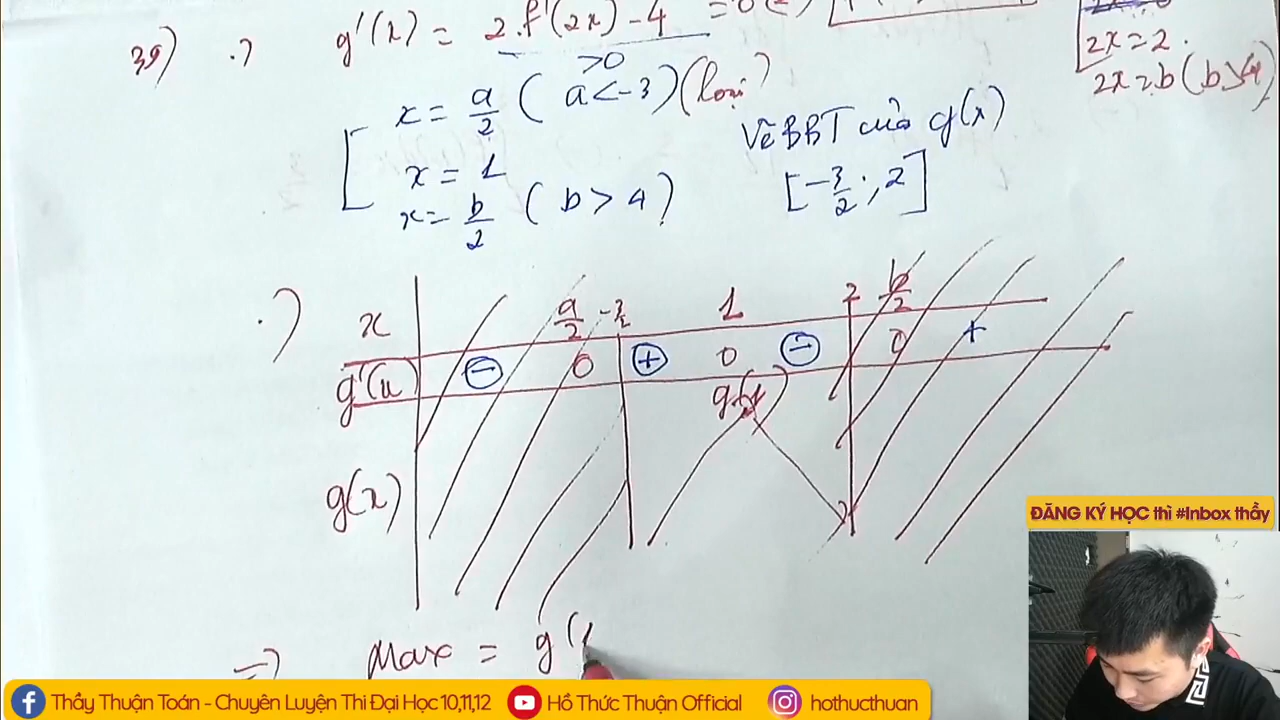 39) .) g'(x) = 2.f'(2x) - 4 = 0
2x = 2.
>0
2x = b (b>4)
x = a/2 ( a < -3 ) (loại)
x = 1
x = b/2 ( b > 4 )
Vẽ BBT của g(x)
[-3/2 ; 2]
.) x a/2 -3/2 1 2 b/2
g'(x) - 0 + 0 - 0 +
g(1)
g(x)
=> Max = g(1
ĐĂNG KÝ HỌC thì #Inbox thầy
Thầy Thuận Toán - Chuyên Luyện Thi Đại Học 10,11,12 Hồ Thức Thuận Official hothucthuan